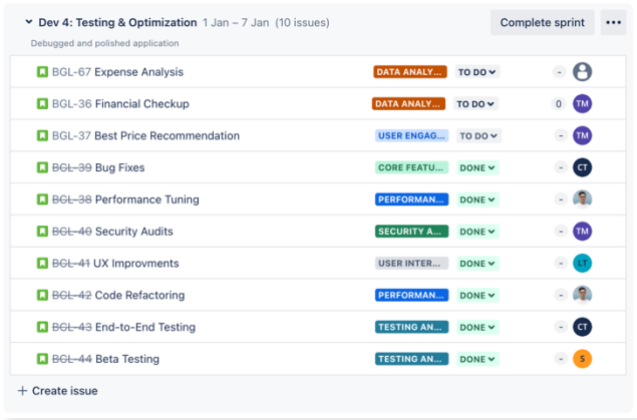 Dev 4: Testing & Optimization 1 Jan – 7 Jan (10 issues) Complete sprint •••
Debugged and polished application
BGL-67 Expense Analysis DATA ANALY... TO DO -
BGL-36 Financial Checkup DATA ANALY... TO DO 0 TM
BGL-37 Best Price Recommendation USER ENGAG... TO DO - TM
BGL-39 Bug Fixes CORE FEATU... DONE - CT
BGL-38 Performance Tuning PERFORMAN... DONE -
BGL-40 Security Audits SECURITY A... DONE - TM
BGL-41 UX Improvments USER INTER... DONE - LT
BGL-42 Code Refactoring PERFORMAN... DONE -
BGL-43 End-to-End Testing TESTING AN... DONE - CT
BGL-44 Beta Testing TESTING AN... DONE - S
+ Create issue